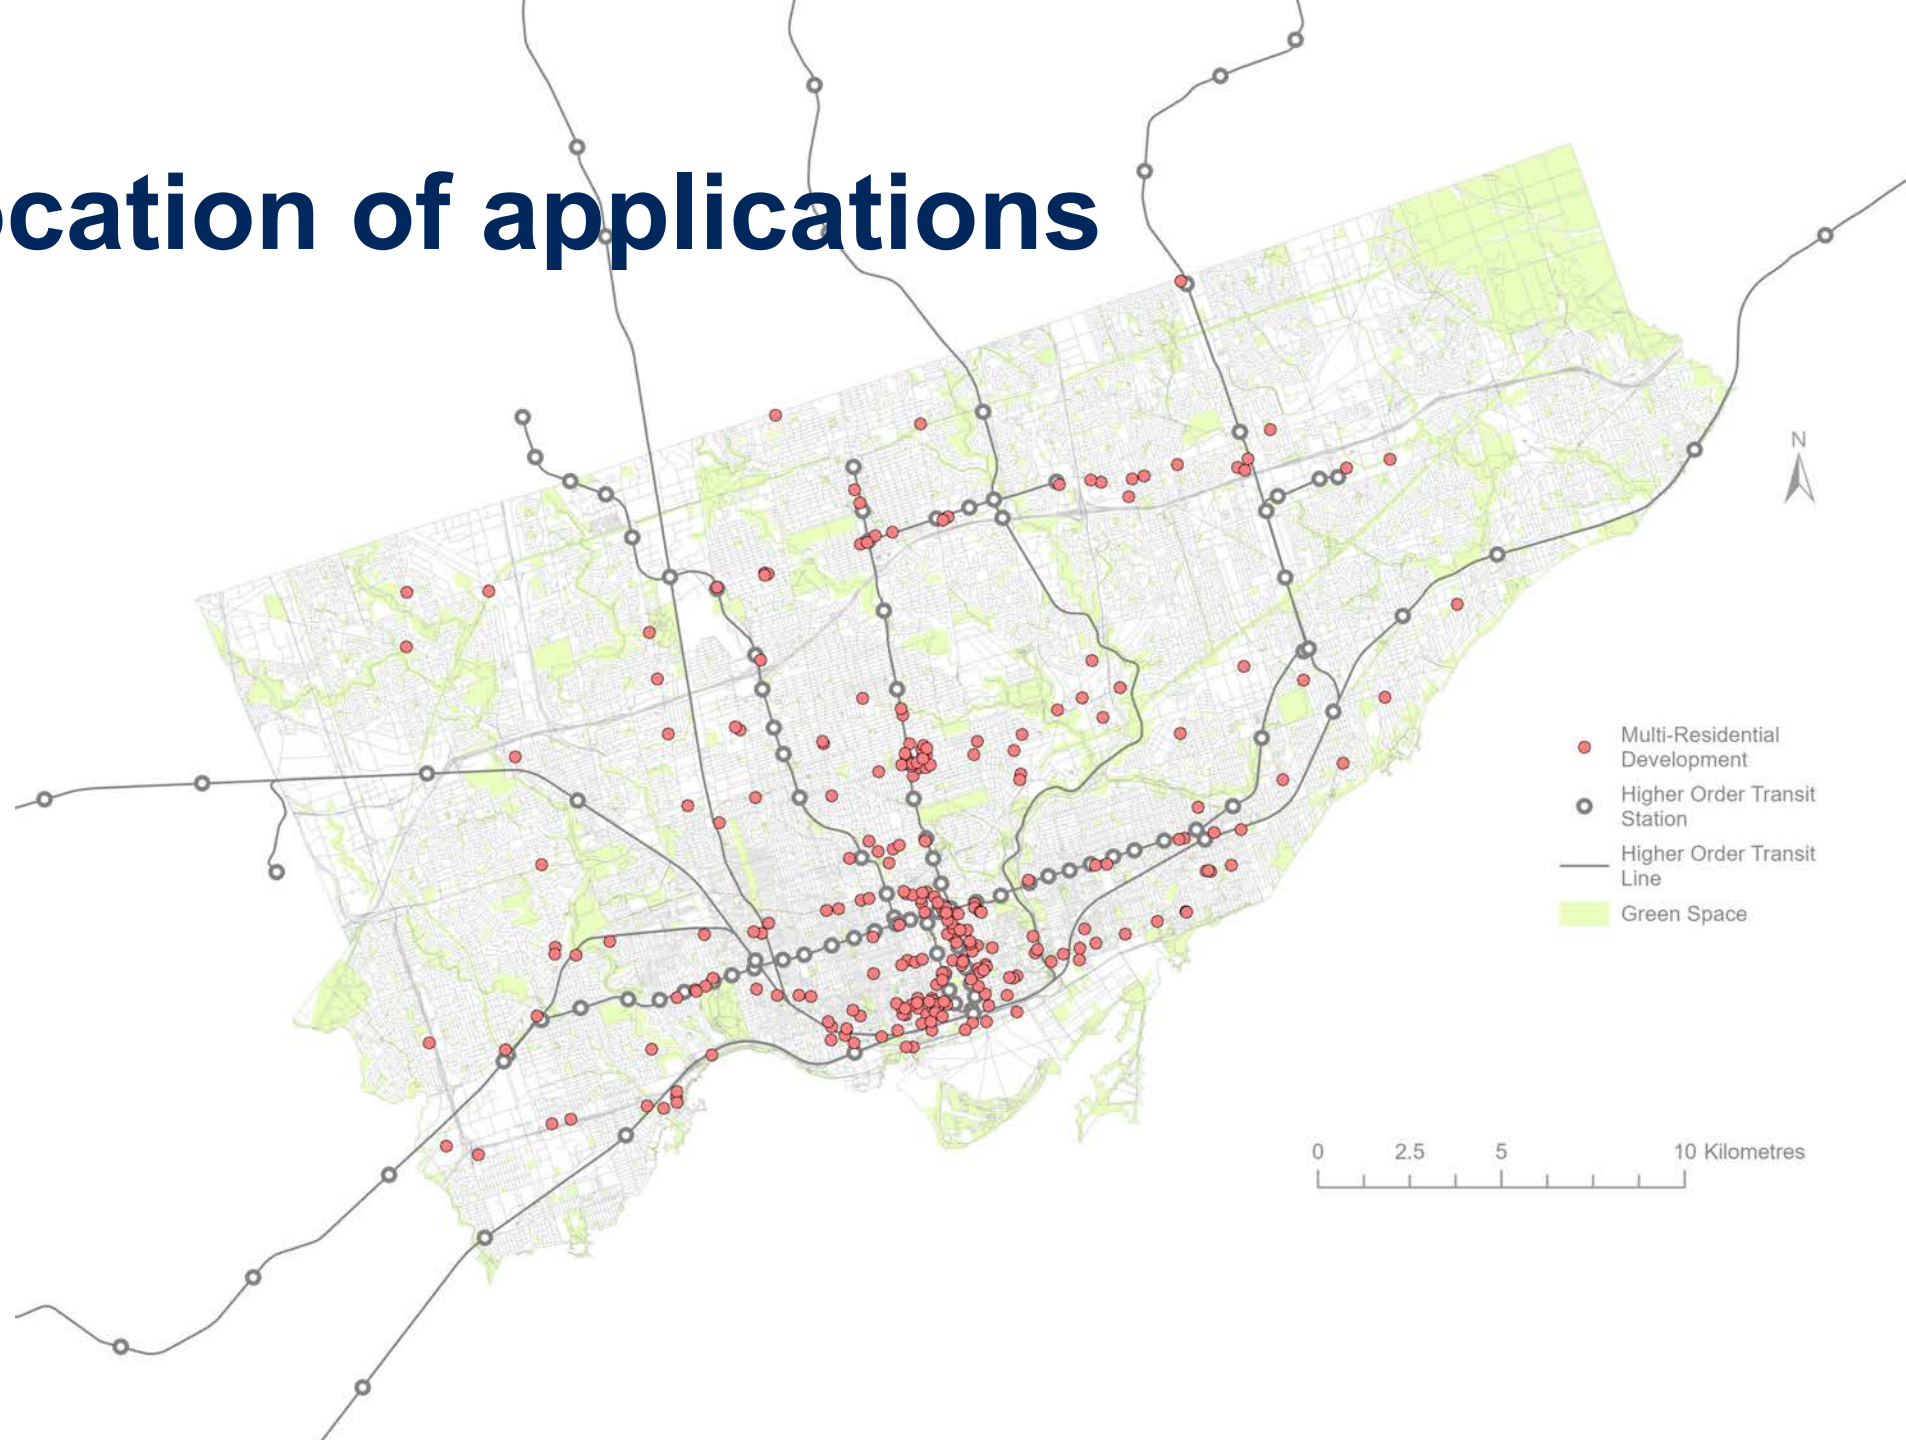 ocation of applications
N
Multi-Residential
Development
Higher Order Transit
Station
Higher Order Transit
Line
Green Space
0 2.5 5 10 Kilometres